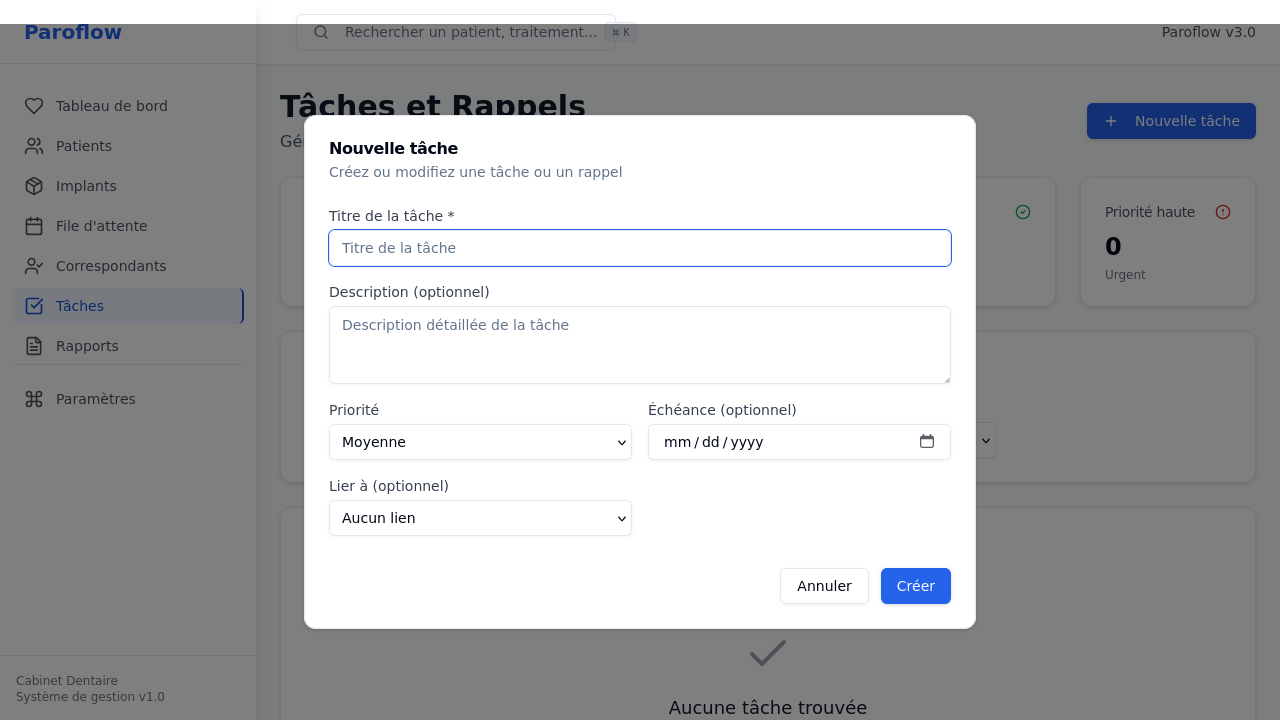 Paroflow
Rechercher un patient, traitement... ⌘ K
Paroflow v3.0
Tableau de bord
Patients
Implants
File d'attente
Correspondants
Tâches
Rapports
Paramètres
Cabinet Dentaire
Système de gestion v1.0
Tâches et Rappels
Gé
Nouvelle tâche
Priorité haute
0
Urgent
Nouvelle tâche
Créez ou modifiez une tâche ou un rappel
Titre de la tâche *
Titre de la tâche
Description (optionnel)
Description détaillée de la tâche
Priorité
Moyenne
Échéance (optionnel)
mm/dd/yyyy
Lier à (optionnel)
Aucun lien
Annuler
Créer
Aucune tâche trouvée